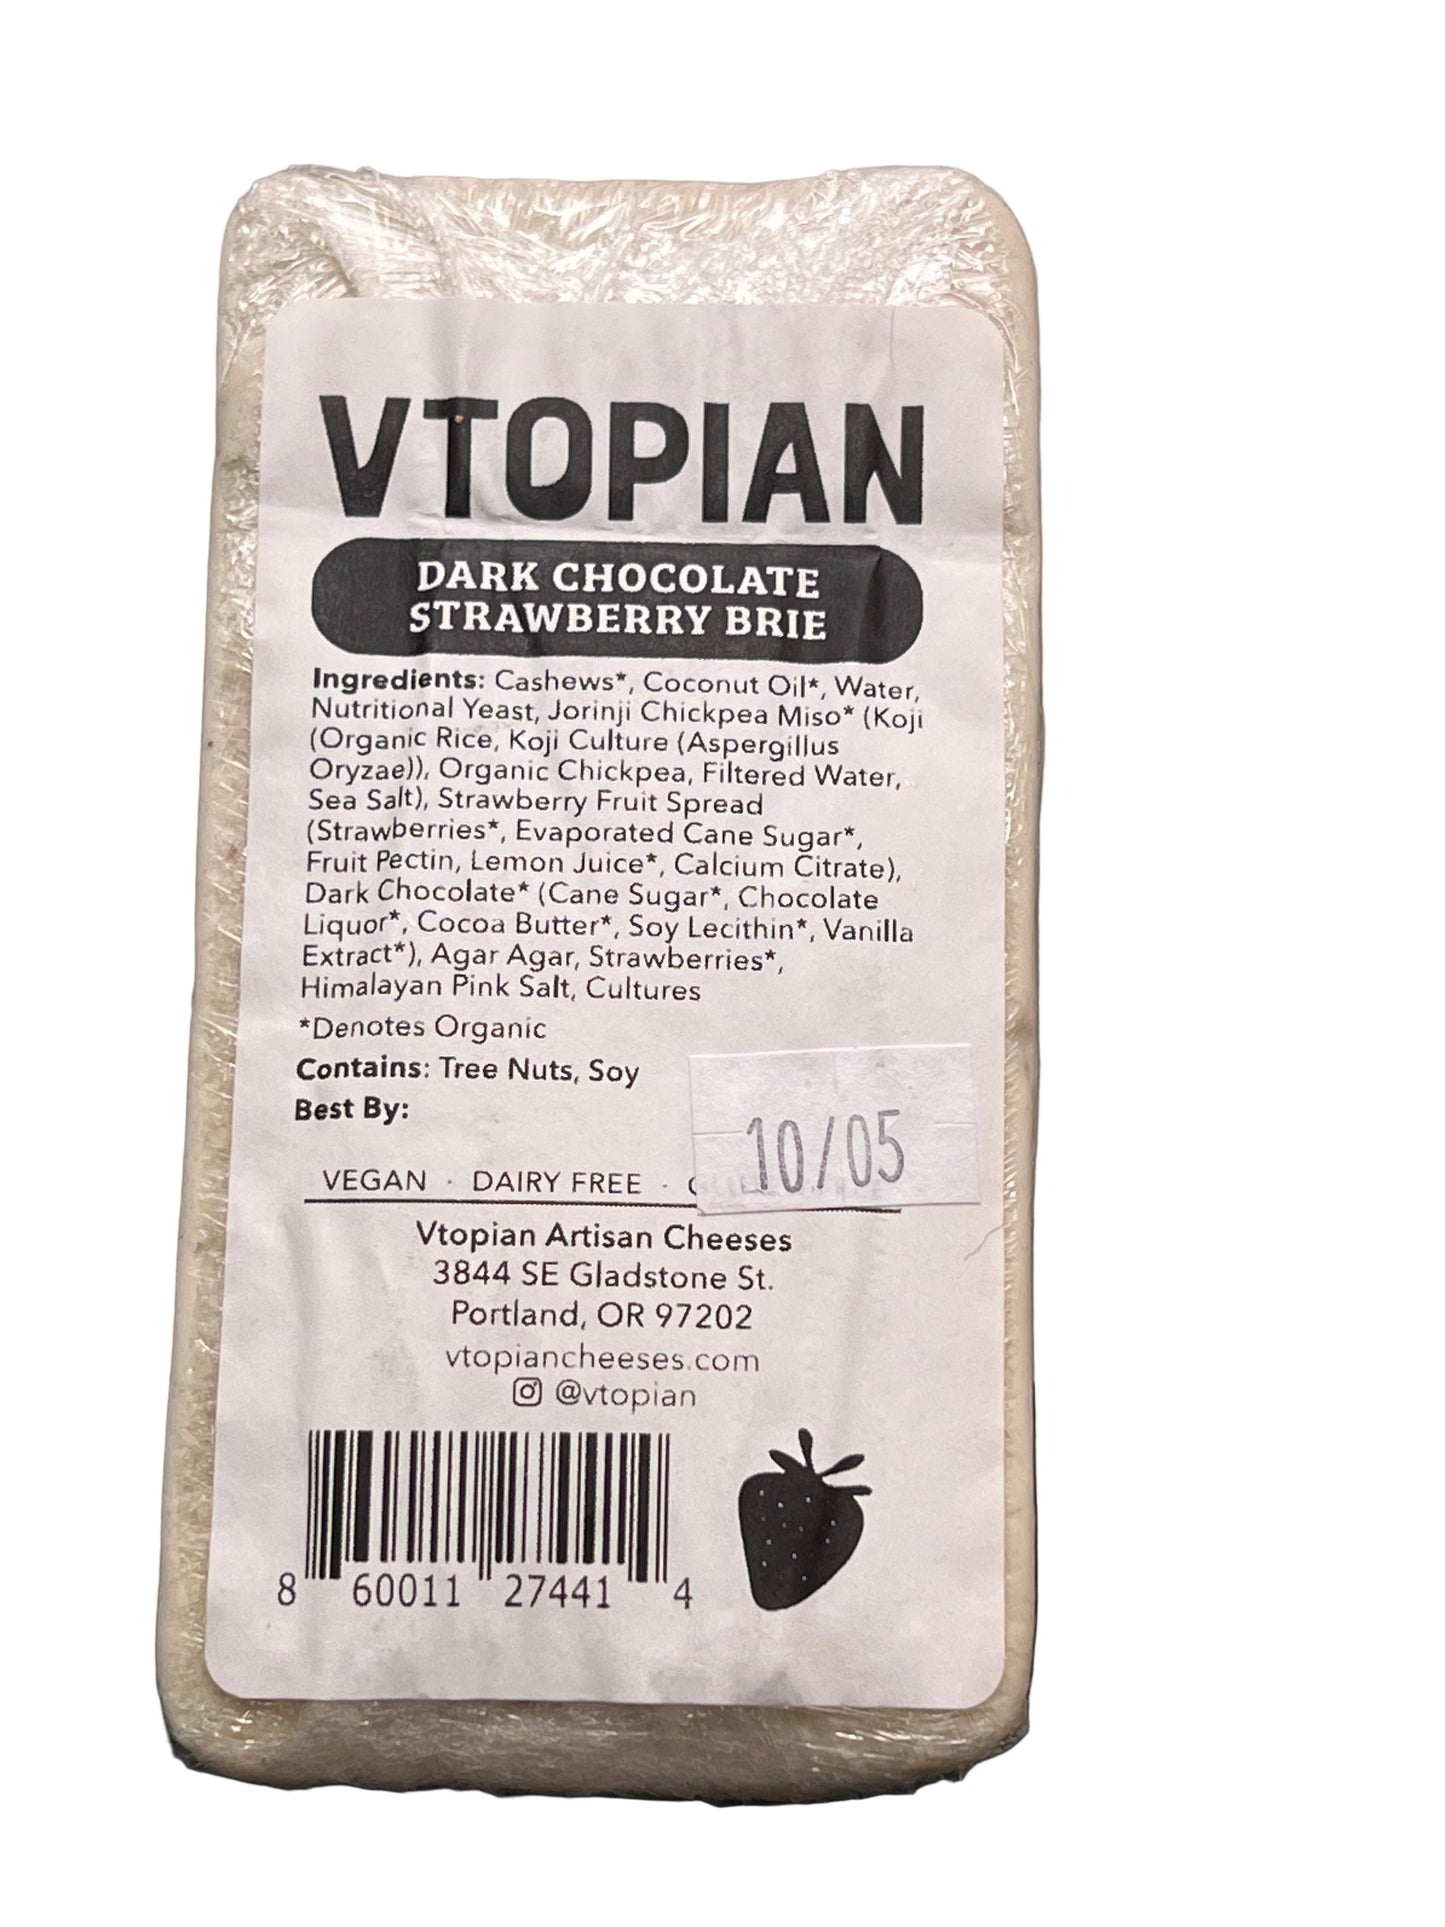 VTOPIAN
DARK CHOCOLATE
STRAWBERRY BRIE
Ingredients: Cashews*, Coconut Oil*, Water,
Nutritional Yeast, Jorinji Chickpea Miso* (Koji
(Organic Rice, Koji Culture (Aspergillus
Oryzae)), Organic Chickpea, Filtered Water,
Sea Salt), Strawberry Fruit Spread
(Strawberries*, Evaporated Cane Sugar*,
Fruit Pectin, Lemon Juice*, Calcium Citrate),
Dark Chocolate* (Cane Sugar*, Chocolate
Liquor*, Cocoa Butter*, Soy Lecithin*, Vanilla
Extract*), Agar Agar, Strawberries*,
Himalayan Pink Salt, Cultures
*Denotes Organic
Contains: Tree Nuts, Soy
Best By:
10/05
VEGAN · DAIRY FREE ·
Vtopian Artisan Cheeses
3844 SE Gladstone St.
Portland, OR 97202
vtopiancheeses.com
@vtopian
8 60011 27441 4